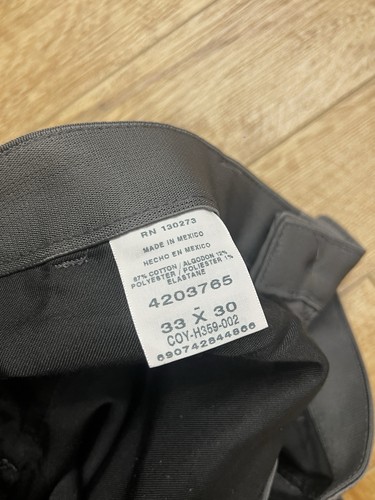 RN 130273
MADE IN MEXICO
HECHO EN MEXICO
87% COTTON / ALGODON 12%
POLYESTER / POLIESTER 1%
ELASTANE
4203765
-
33 X 30
COY-H359-002
690742844866